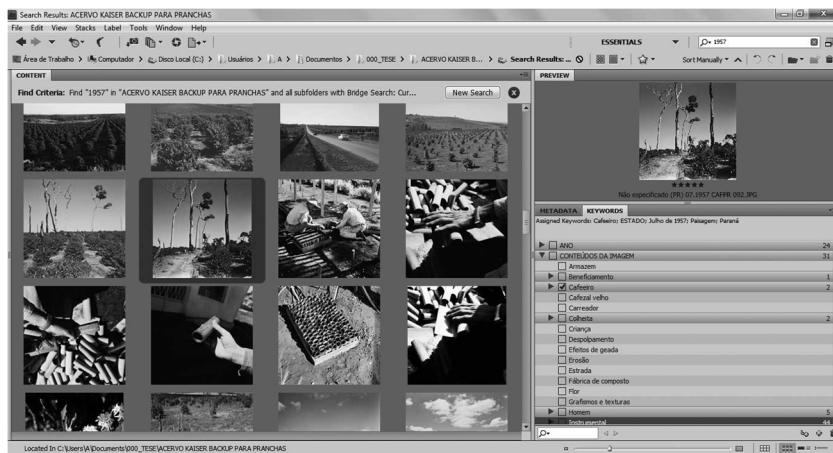 Search Results: ACERVO KAISER BACKUP PARA PRANCHAS
File Edit View Stacks Label Tools Window Help
ESSENTIALS
1957
Área de Trabalho > Computador > Disco Local (C:) > Usuários > A > Documentos > 000_TESE > ACERVO KAISER B... > Search Results: ...
Sort Manually
CONTENT
Find Criteria: Find "1957" in "ACERVO KAISER BACKUP PARA PRANCHAS" and all subfolders with Bridge Search: Cur...
New Search
PREVIEW
★★★★★
Não especificado (PR) 07.1957 CAFPR 092.JPG
METADATA KEYWORDS
Assigned Keywords: Cafeeiro; ESTADO; Julho de 1957; Paisagem; Paraná
ANO 24
CONTEÚDOS DA IMAGEM 31
Armazem
Beneficiamento 1
Cafeeiro 2
Cafezal velho
Carreador
Colheita 2
Criança
Despolpamento
Efeitos de geada
Erosão
Estrada
Fábrica de composto
Flor
Grafismos e texturas
Homem 5
Instrumental 44
Located In C:\Users\A\Documents\000_TESE\ACERVO KAISER BACKUP PARA PRANCHAS